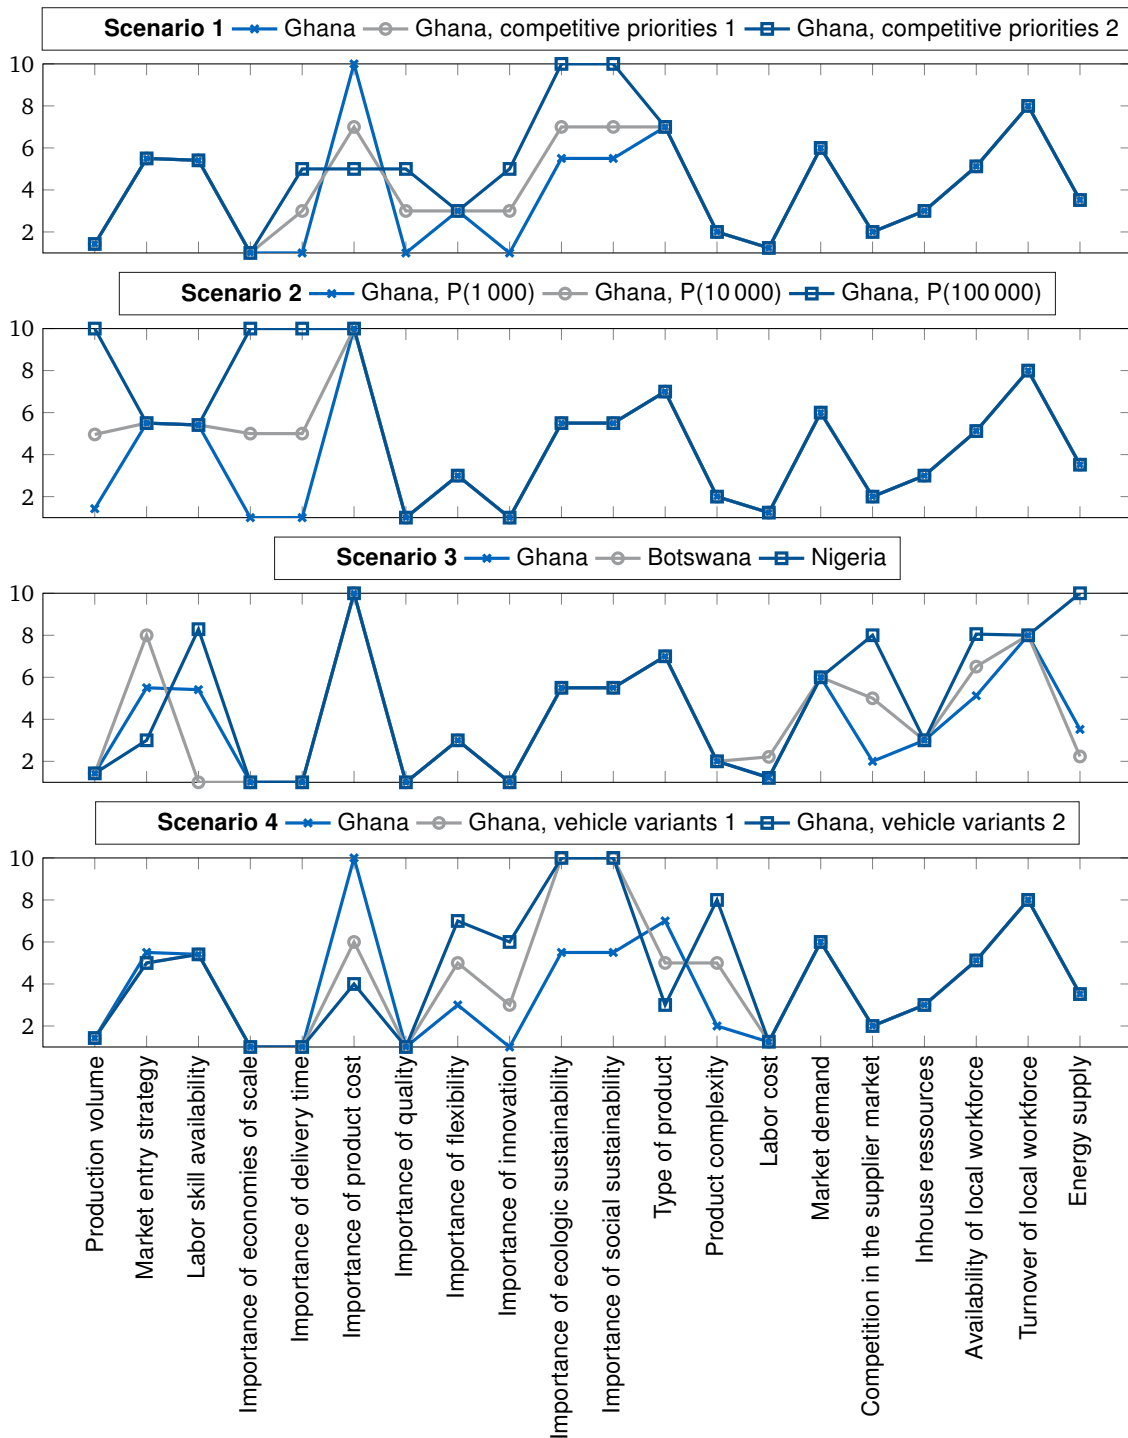 Scenario 1 Ghana Ghana, competitive priorities 1 Ghana, competitive priorities 2
10
8
6
4
2
Scenario 2 Ghana, P(1 000) Ghana, P(10 000) Ghana, P(100 000)
10
8
6
4
2
Scenario 3 Ghana Botswana Nigeria
10
8
6
4
2
Scenario 4 Ghana Ghana, vehicle variants 1 Ghana, vehicle variants 2
10
8
6
4
2
Production volume
Market entry strategy
Labor skill availability
Importance of economies of scale
Importance of delivery time
Importance of product cost
Importance of quality
Importance of flexibility
Importance of innovation
Importance of ecologic sustainability
Importance of social sustainability
Type of product
Product complexity
Labor cost
Market demand
Competition in the supplier market
Inhouse ressources
Availability of local workforce
Turnover of local workforce
Energy supply